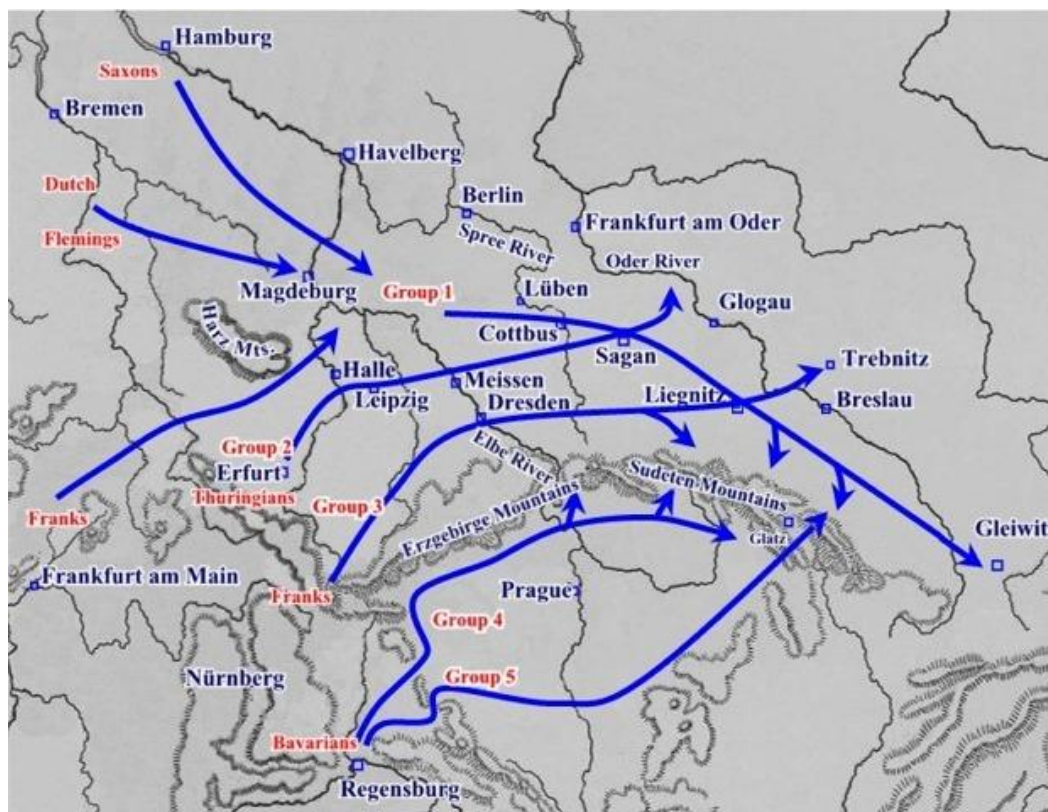 Hamburg
Saxons
Bremen
Havelberg
Dutch
Berlin
Flemings
Spree River
Frankfurt am Oder
Oder River
Magdeburg
Group 1
Lüben
Glogau
Harz Mts.
Cottbus
Sagan
Trebnitz
Halle
Leipzig
Meissen
Liegnitz
Dresden
Breslau
Group 2
Erfurt
Elbe River
Thuringians
Sudeten Mountains
Group 3
Franks
Erzgebirge Mountains
Glatz
Gleiwit
Frankfurt am Main
Franks
Prague
Group 4
Nürnberg
Group 5
Bavarians
Regensburg